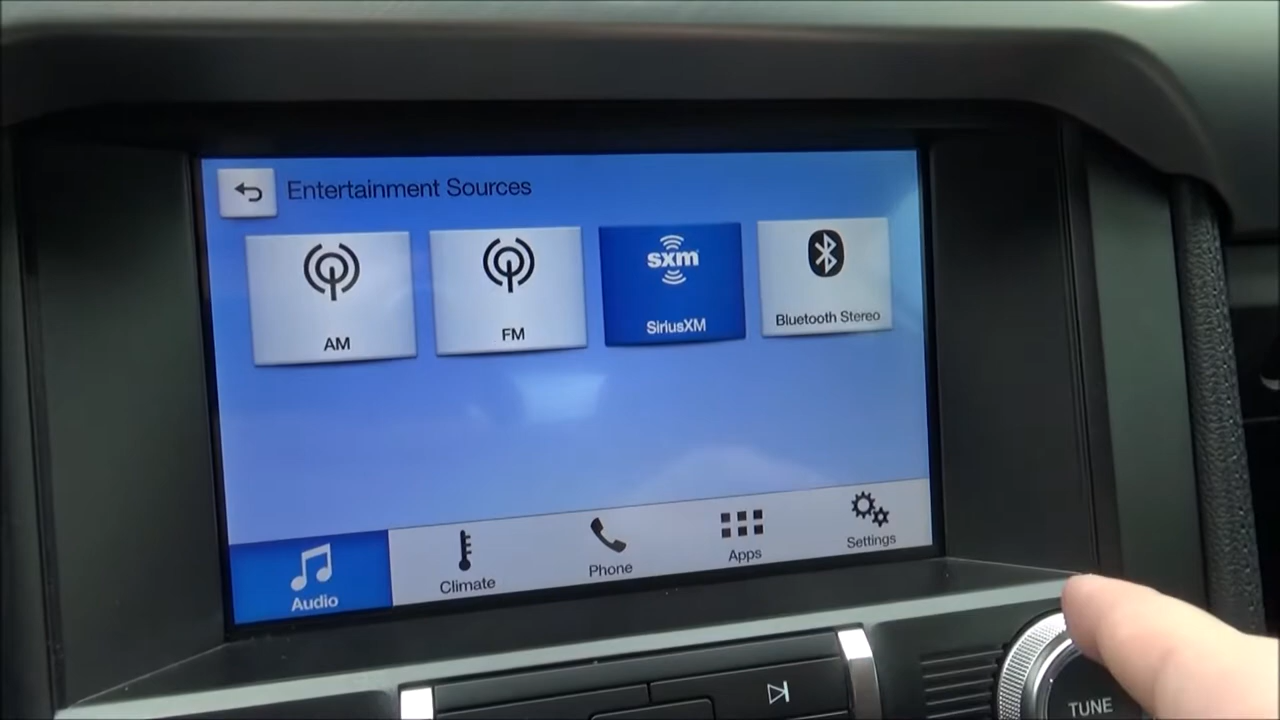 Entertainment Sources
AM
FM
sxm
SiriusXM
Bluetooth Stereo
Audio
Climate
Phone
Apps
Settings
TUNE